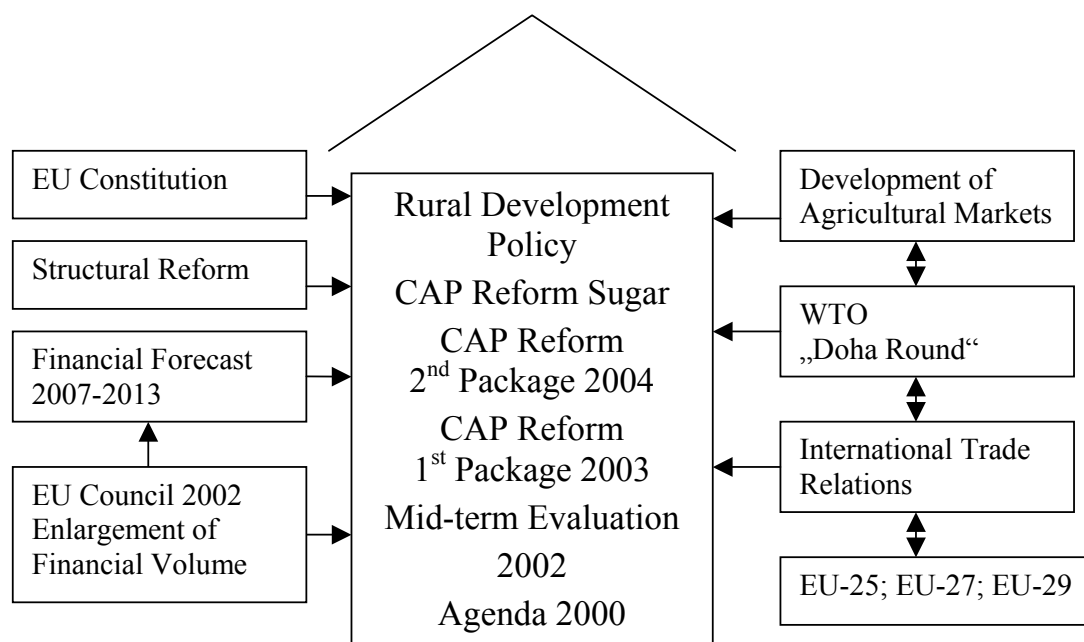 EU Constitution
Structural Reform
Financial Forecast
2007-2013
EU Council 2002
Enlargement of
Financial Volume
Rural Development
Policy
CAP Reform Sugar
CAP Reform
2nd Package 2004
CAP Reform
1st Package 2003
Mid-term Evaluation
2002
Agenda 2000
Development of
Agricultural Markets
WTO
„Doha Round“
International Trade
Relations
EU-25; EU-27; EU-29